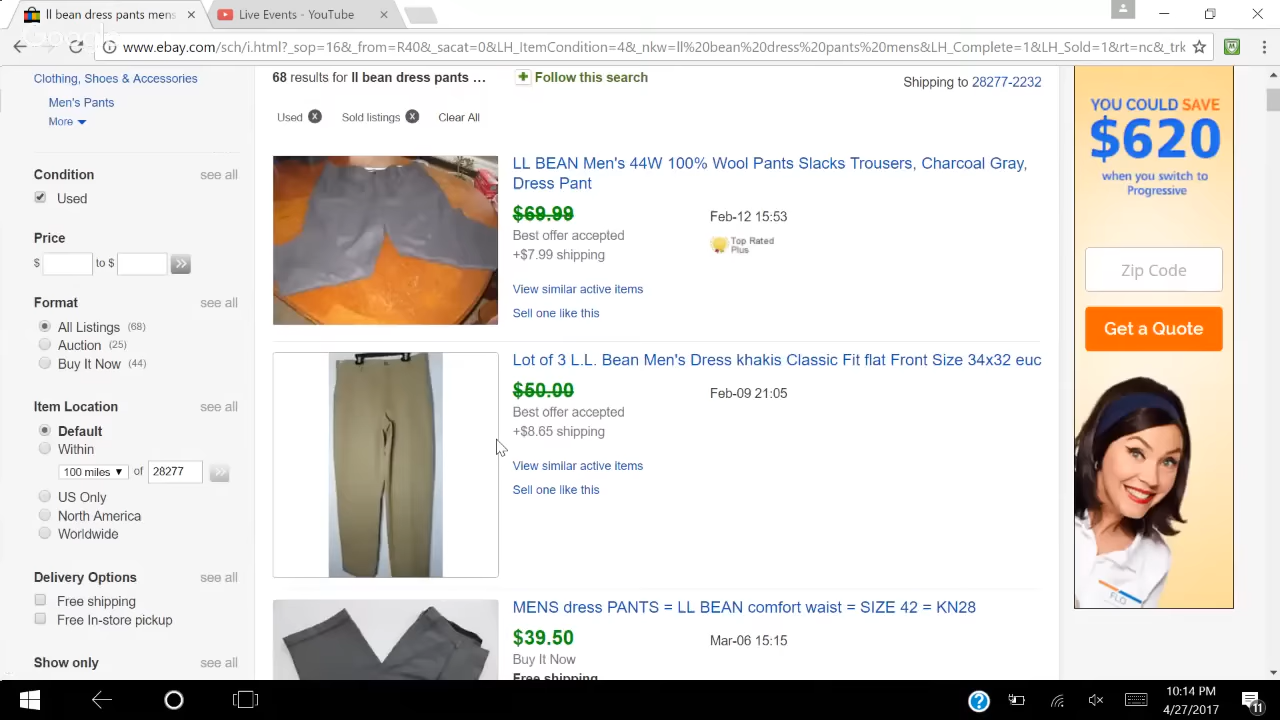 ll bean dress pants mens
Live Events - YouTube
www.ebay.com/sch/i.html?_sop=16&_from=R40&_sacat=0&LH_ItemCondition=4&_nkw=ll%20bean%20dress%20pants%20mens&LH_Complete=1&LH_Sold=1&rt=nc&_trk
Clothing, Shoes & Accessories
Men's Pants
More
Condition see all
Used
Price
$ to $
Format see all
All Listings (68)
Auction (25)
Buy It Now (44)
Item Location see all
Default
Within
100 miles of 28277
US Only
North America
Worldwide
Delivery Options see all
Free shipping
Free In-store pickup
Show only see all
68 results for ll bean dress pants ...
Follow this search
Shipping to 28277-2232
Used Sold listings Clear All
LL BEAN Men's 44W 100% Wool Pants Slacks Trousers, Charcoal Gray,
Dress Pant
$69.99 Feb-12 15:53
Best offer accepted
Top Rated
Plus
+$7.99 shipping
View similar active items
Sell one like this
Lot of 3 L.L. Bean Men's Dress khakis Classic Fit flat Front Size 34x32 euc
$50.00 Feb-09 21:05
Best offer accepted
+$8.65 shipping
View similar active items
Sell one like this
MENS dress PANTS = LL BEAN comfort waist = SIZE 42 = KN28
$39.50 Mar-06 15:15
Buy It Now
Free shipping
YOU COULD SAVE
$620
when you switch to
Progressive
Zip Code
Get a Quote
FLO
10:14 PM
4/27/2017
11